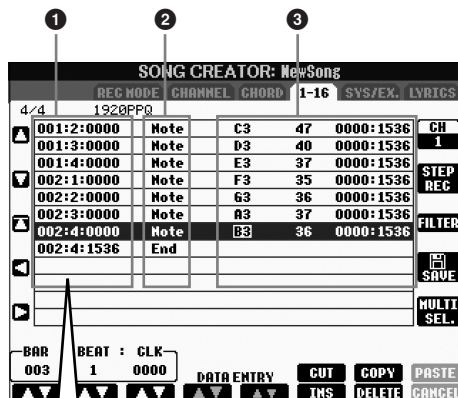 1 2 3
SONG CREATOR: NewSong
REC MODE CHANNEL CHORD 1-16 SYS/EX. LYRICS
4/4 1920PPQ
001:2:0000 Note C3 47 0000:1536
001:3:0000 Note D3 40 0000:1536
001:4:0000 Note E3 37 0000:1536
002:1:0000 Note F3 35 0000:1536
002:2:0000 Note G3 36 0000:1536
002:3:0000 Note A3 37 0000:1536
002:4:0000 Note B3 36 0000:1536
002:4:1536 End
CH
1
STEP
REC
FILTER
SAVE
MULTI
SEL.
BAR BEAT : CLK
003 1 0000
DATA ENTRY
CUT COPY PASTE
INS DELETE CANCEL